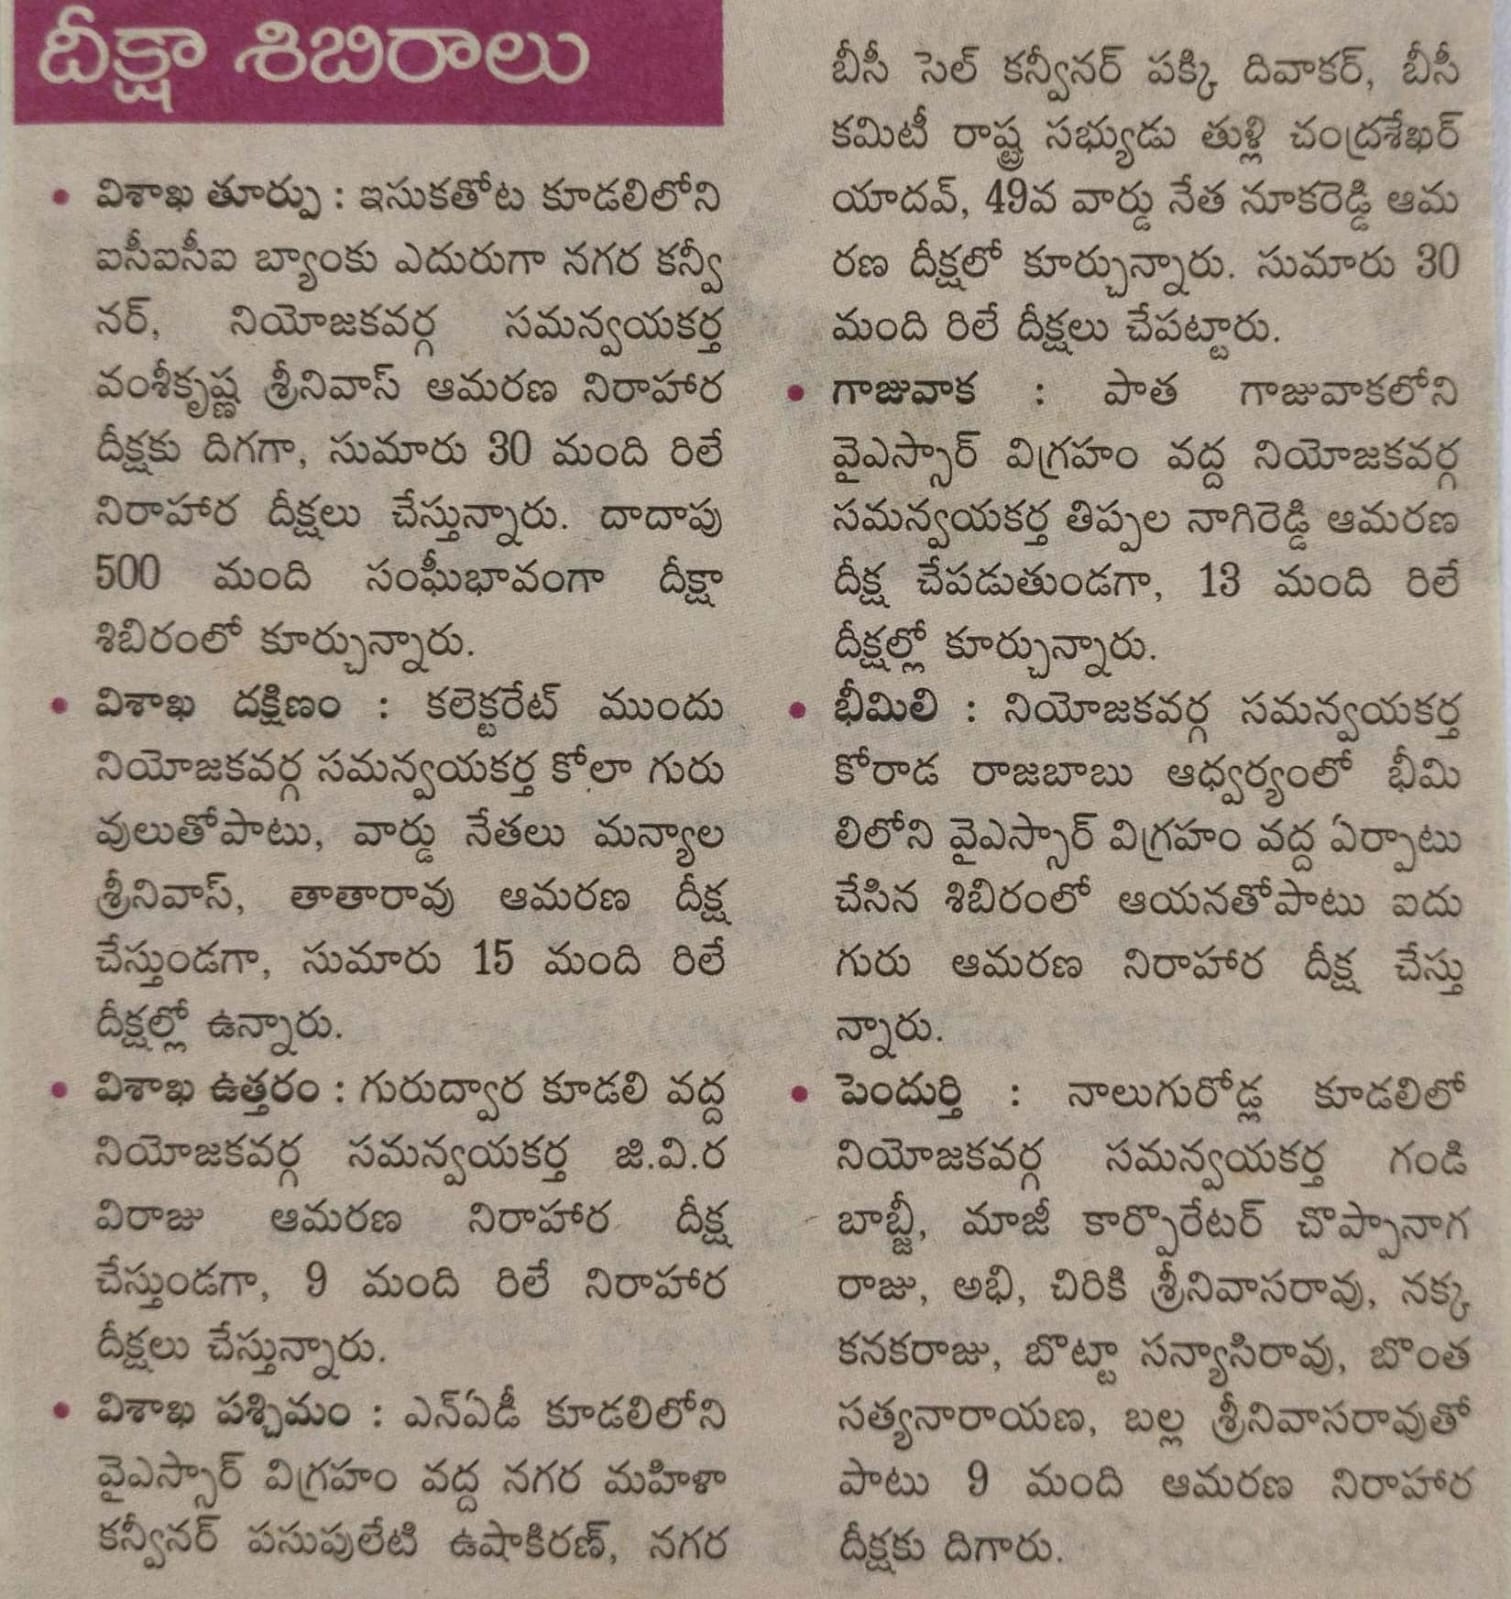 దీక్షా శిబిరాలు
• విశాఖ తూర్పు : ఇసుకతోట కూడలిలోని
ఐసీఐసీఐ బ్యాంకు ఎదురుగా నగర కన్వీ
నర్, నియోజకవర్గ సమన్వయకర్త
వంశీకృష్ణ శ్రీనివాస్ ఆమరణ నిరాహార
దీక్షకు దిగగా, సుమారు 30 మంది రిలే
నిరాహార దీక్షలు చేస్తున్నారు. దాదాపు
500 మంది సంఘీభావంగా దీక్షా
శిబిరంలో కూర్చున్నారు.
• విశాఖ దక్షిణం : కలెక్టరేట్ ముందు
నియోజకవర్గ సమన్వయకర్త కోలా గురు
వులుతోపాటు, వార్డు నేతలు మన్యాల
శ్రీనివాస్, తాతారావు ఆమరణ దీక్ష
చేస్తుండగా, సుమారు 15 మంది రిలే
దీక్షల్లో ఉన్నారు.
• విశాఖ ఉత్తరం : గురుద్వార కూడలి వద్ద
నియోజకవర్గ సమన్వయకర్త జి.వి.ర
విరాజు ఆమరణ నిరాహార దీక్ష
చేస్తుండగా, 9 మంది రిలే నిరాహార
దీక్షలు చేస్తున్నారు.
• విశాఖ పశ్చిమం : ఎన్ఏడీ కూడలిలోని
వైఎస్సార్ విగ్రహం వద్ద నగర మహిళా
కన్వీనర్ పసుపులేటి ఉషాకిరణ్, నగర
బీసీ సెల్ కన్వీనర్ పక్కి దివాకర్, బీసీ
కమిటీ రాష్ట్ర సభ్యుడు తుళ్లి చంద్రశేఖర్
యాదవ్, 49వ వార్డు నేత నూకరెడ్డి ఆమ
రణ దీక్షలో కూర్చున్నారు. సుమారు 30
మంది రిలే దీక్షలు చేపట్టారు.
• గాజువాక : పాత గాజువాకలోని
వైఎస్సార్ విగ్రహం వద్ద నియోజకవర్గ
సమన్వయకర్త తిప్పల నాగిరెడ్డి ఆమరణ
దీక్ష చేపడుతుండగా, 13 మంది రిలే
దీక్షల్లో కూర్చున్నారు.
• భీమిలి : నియోజకవర్గ సమన్వయకర్త
కోరాడ రాజబాబు ఆధ్వర్యంలో భీమి
లిలోని వైఎస్సార్ విగ్రహం వద్ద ఏర్పాటు
చేసిన శిబిరంలో ఆయనతోపాటు ఐదు
గురు ఆమరణ నిరాహార దీక్ష చేస్తు
న్నారు.
• పెందుర్తి : నాలుగురోడ్ల కూడలిలో
నియోజకవర్గ సమన్వయకర్త గండి
బాబ్జీ, మాజీ కార్పొరేటర్ చొప్పానాగ
రాజు, అభి, చిరికి శ్రీనివాసరావు, నక్క
కనకరాజు, బొట్టా సన్యాసిరావు, బొంత
సత్యనారాయణ, బల్ల శ్రీనివాసరావుతో
పాటు 9 మంది ఆమరణ నిరాహార
దీక్షకు దిగారు.